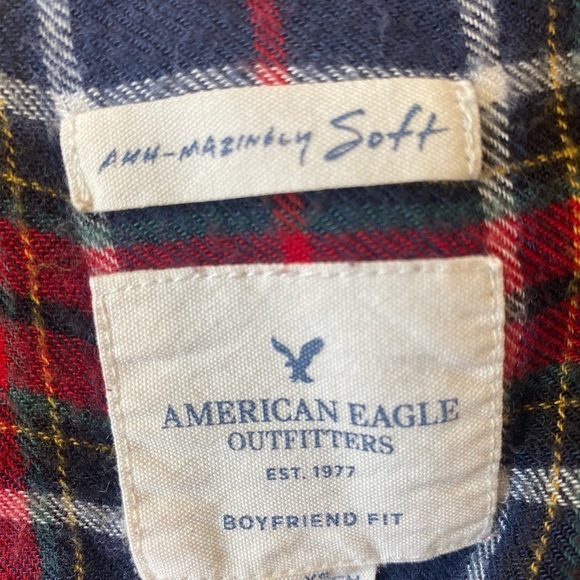 AHH-MAZINGLY Soft
AMERICAN EAGLE
OUTFITTERS
EST. 1977
BOYFRIEND FIT